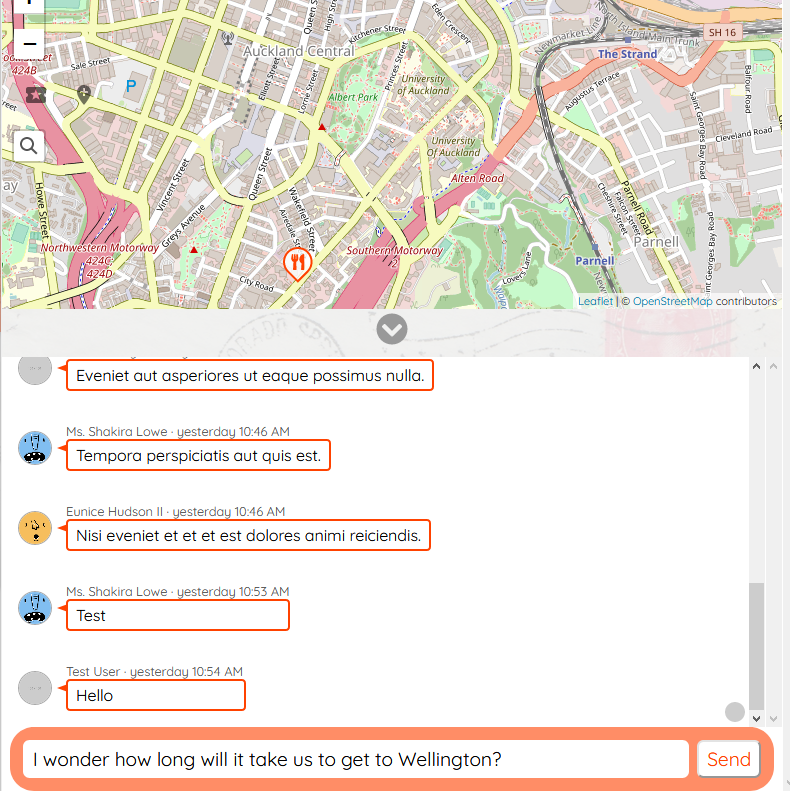 Queen S
High Str
Kitchener Street
Eden Crescent
Newmarket Line
North Island Main Trunk
SH 16
The Strand
Auckland Central
424B
Sale Street
P
Elliott Street
Lorne Street
Princes Street
University
of Auckland
Albert Park
Augustus Terrace
Balfour Road
Saint Georges Bay Road
Cleveland Road
University
Of Auckland
Alten Road
Vincent Street
Queen Street
Howe Street
Greys Avenue
Wakefield Street
Airedale St
Parnell Road
Falcon Street
Cheshire Street
Parnell
Northwestern Motorway
424C;
424D
Southern Motorway
2
City Road
Lovers Lane
Parnell
nt Georges Bay Road
Leaflet | © OpenStreetMap contributors
Eveniet aut asperiores ut eaque possimus nulla.
Ms. Shakira Lowe · yesterday 10:46 AM
Tempora perspiciatis aut quis est.
Eunice Hudson II · yesterday 10:46 AM
Nisi eveniet et et et est dolores animi reiciendis.
Ms. Shakira Lowe · yesterday 10:53 AM
Test
Test User · yesterday 10:54 AM
Hello
I wonder how long will it take us to get to Wellington?
Send